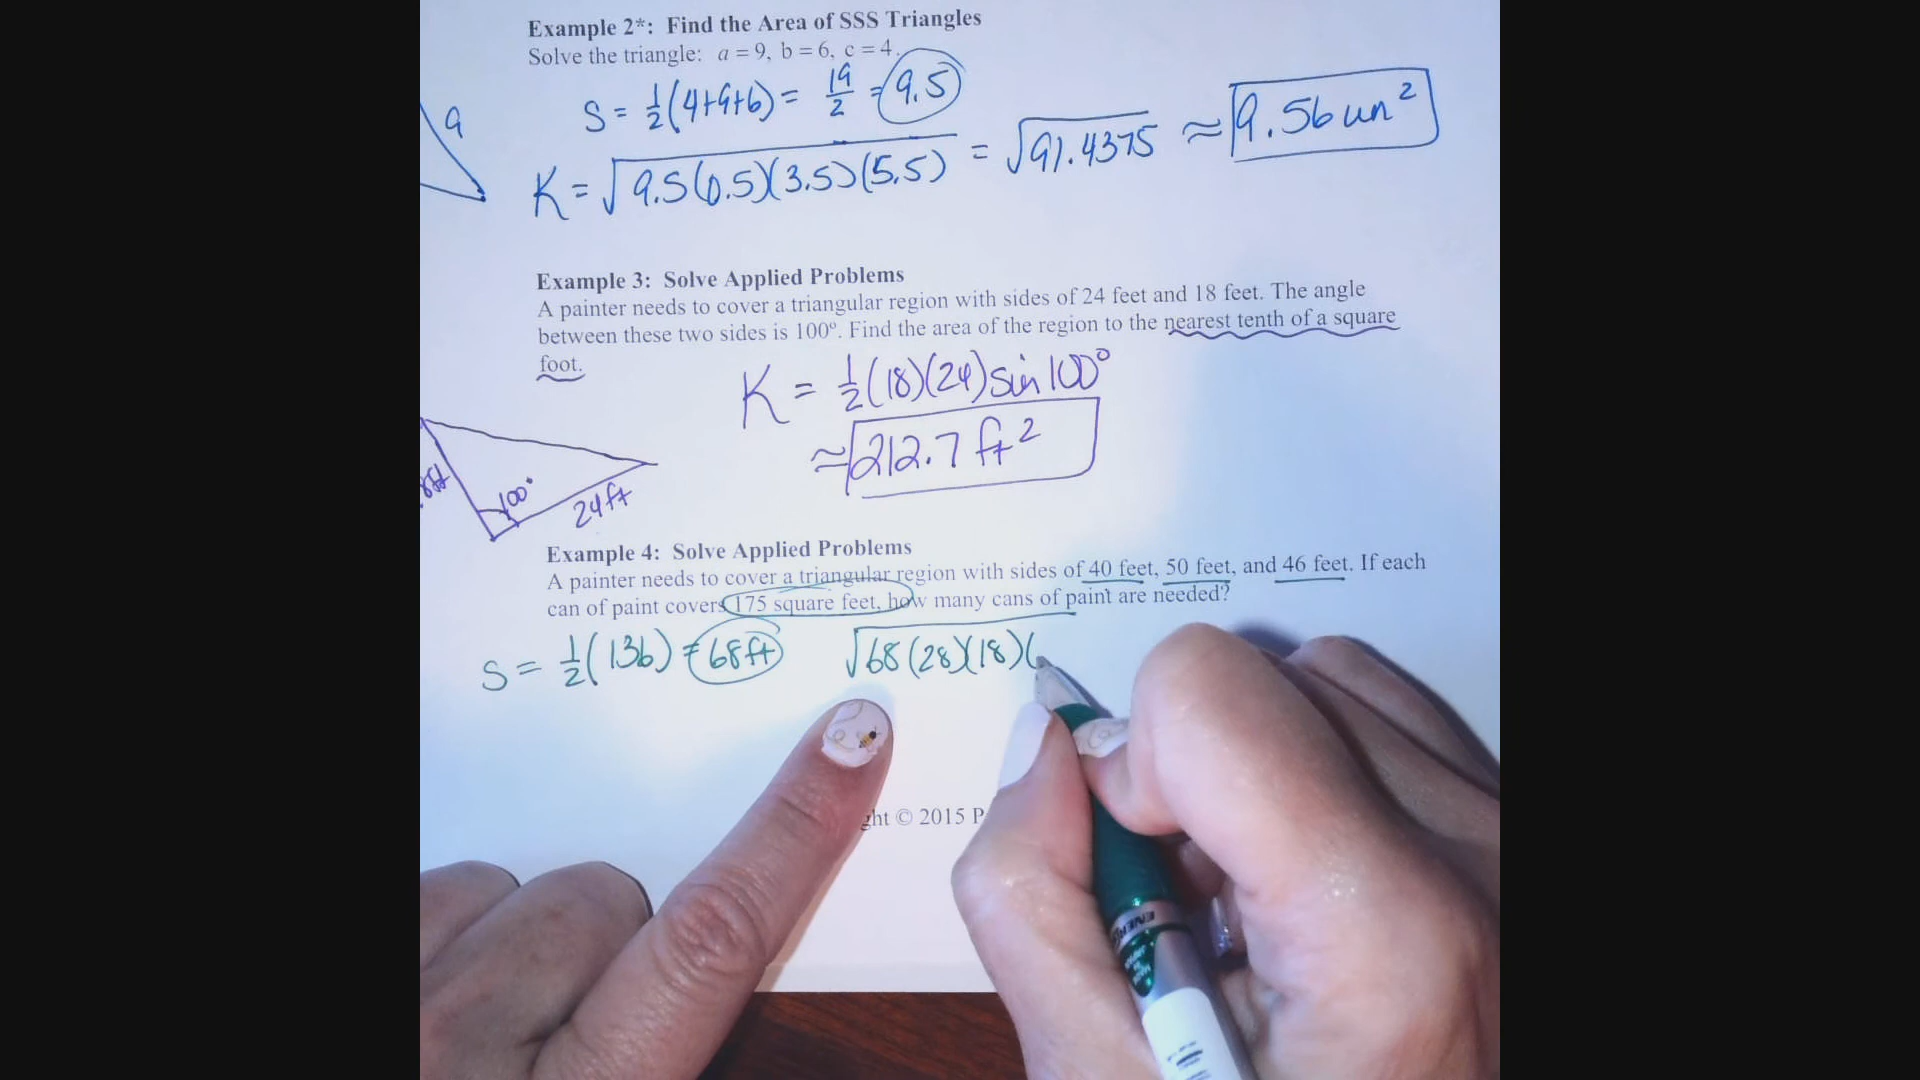 Example 2*: Find the Area of SSS Triangles
Solve the triangle: a = 9, b = 6, c = 4.
S = 1/2(4+9+6) = 19/2 = 9.5
9
K = √9.5(0.5)(3.5)(5.5) = √91.4375 ≈ 9.56 un²
Example 3: Solve Applied Problems
A painter needs to cover a triangular region with sides of 24 feet and 18 feet. The angle
between these two sides is 100º. Find the area of the region to the nearest tenth of a square
foot.
K = 1/2(18)(24)sin 100°
≈ 212.7 ft²
8ft
100°
24ft
Example 4: Solve Applied Problems
A painter needs to cover a triangular region with sides of 40 feet, 50 feet, and 46 feet. If each
can of paint covers 175 square feet, how many cans of paint are needed?
S = 1/2(136) = 68ft √68(28)(18)(
ght © 2015 P